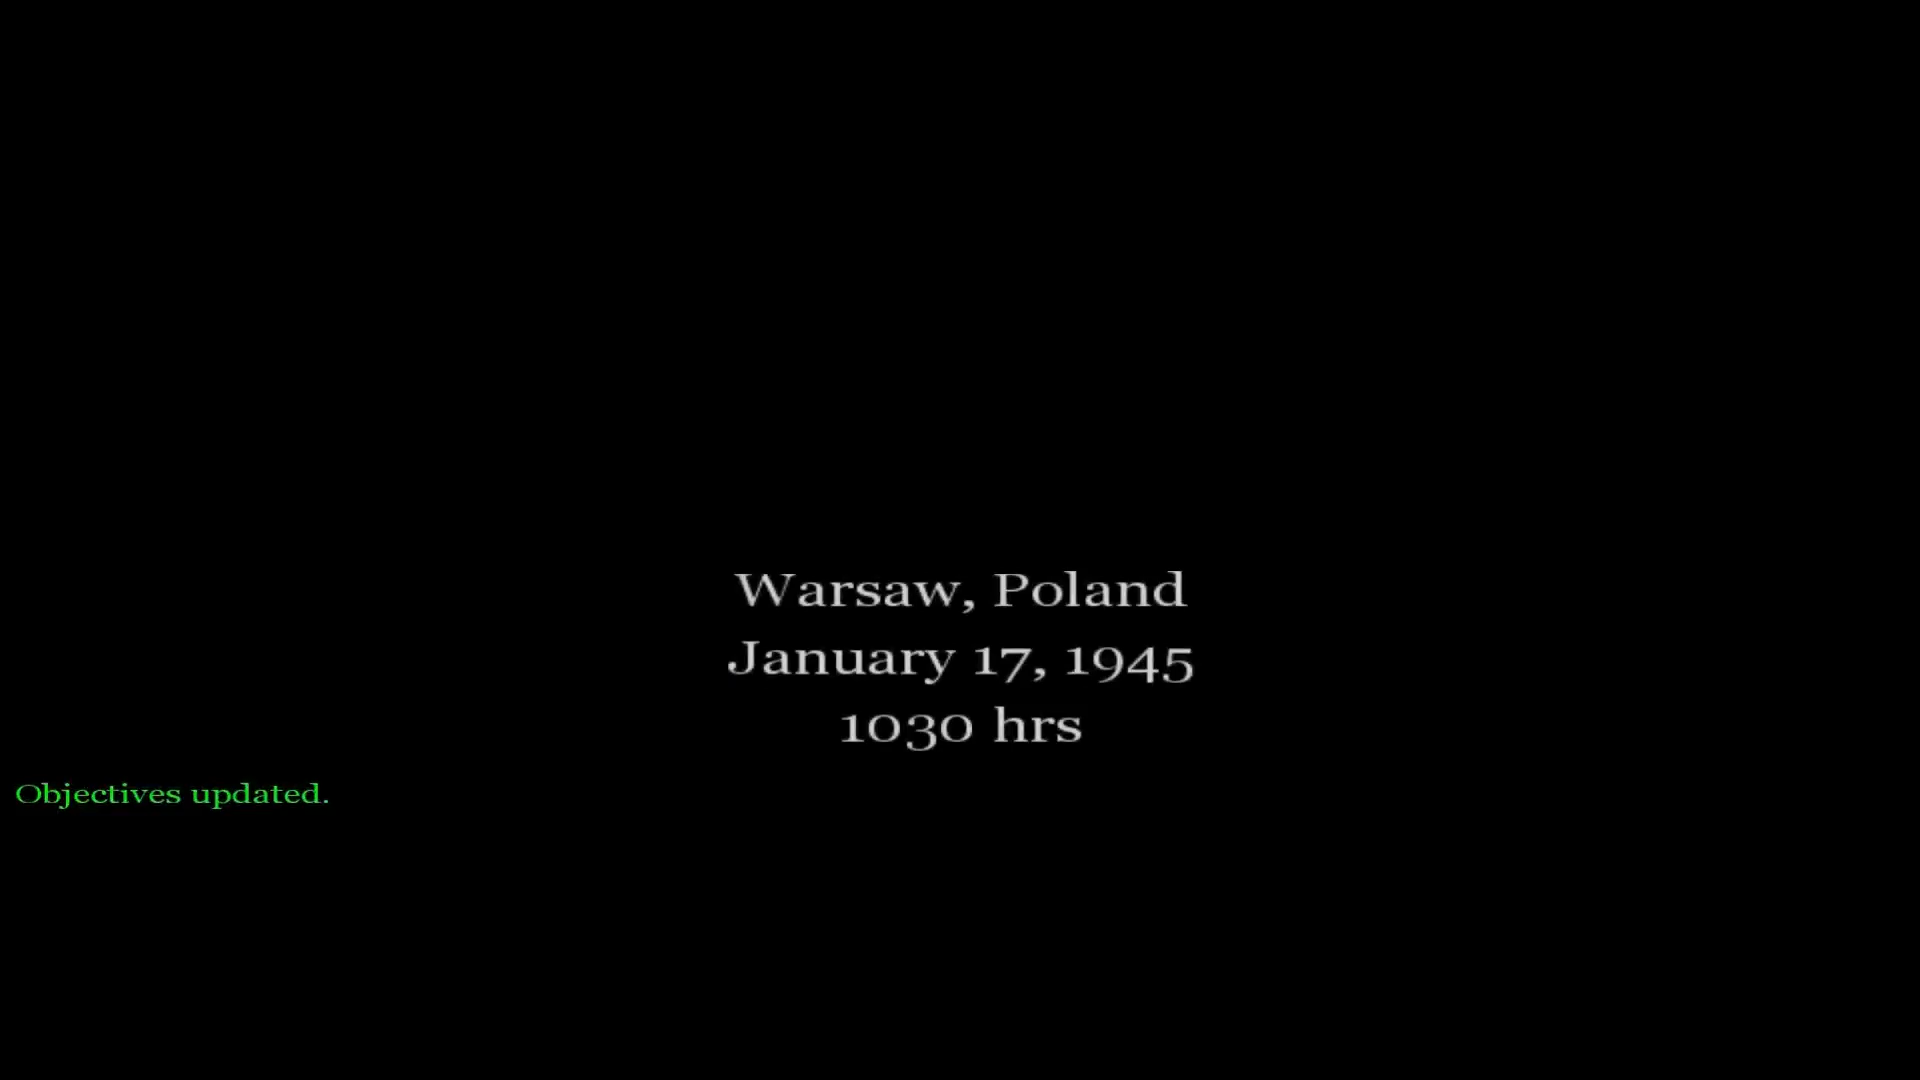 Warsaw, Poland
January 17, 1945
1030 hrs
Objectives updated.